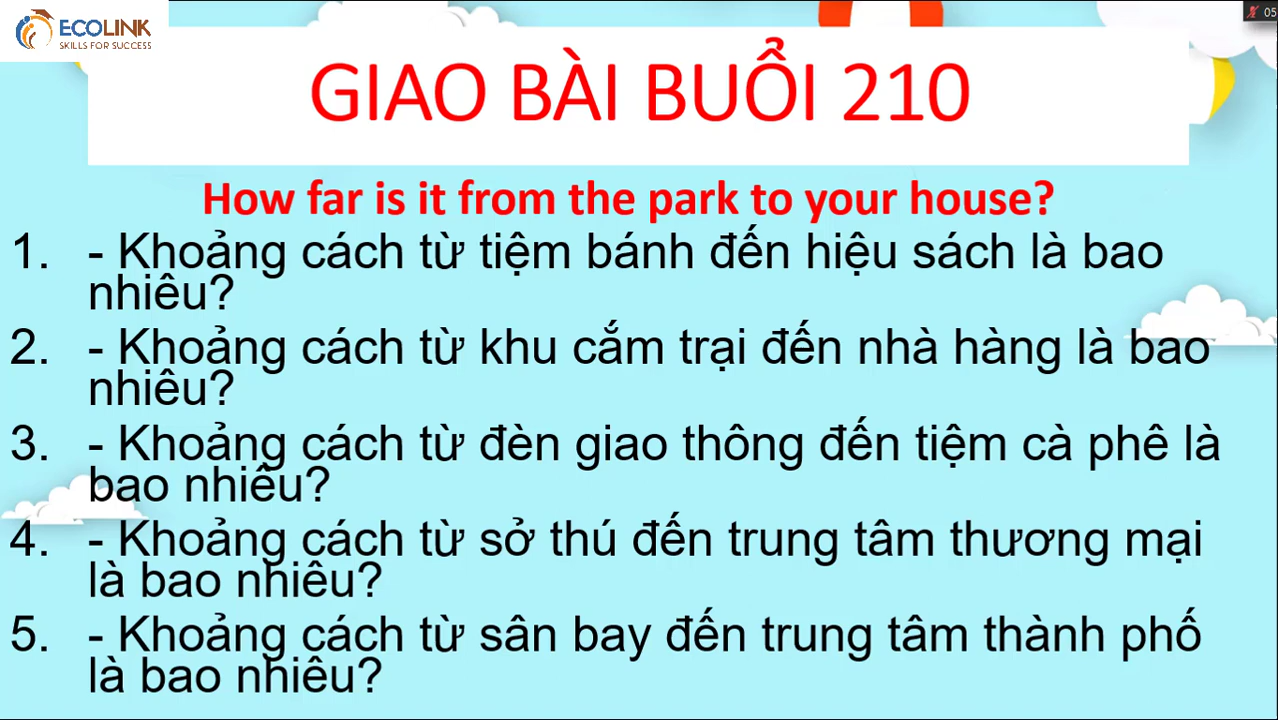 ECOLINK
SKILLS FOR SUCCESS
05
GIAO BÀI BUỔI 210
How far is it from the park to your house?
1. - Khoảng cách từ tiệm bánh đến hiệu sách là bao
nhiêu?
2. - Khoảng cách từ khu cắm trại đến nhà hàng là bao
nhiêu?
3. - Khoảng cách từ đèn giao thông đến tiệm cà phê là
bao nhiêu?
4. - Khoảng cách từ sở thú đến trung tâm thương mại
là bao nhiêu?
5. - Khoảng cách từ sân bay đến trung tâm thành phố
là bao nhiêu?